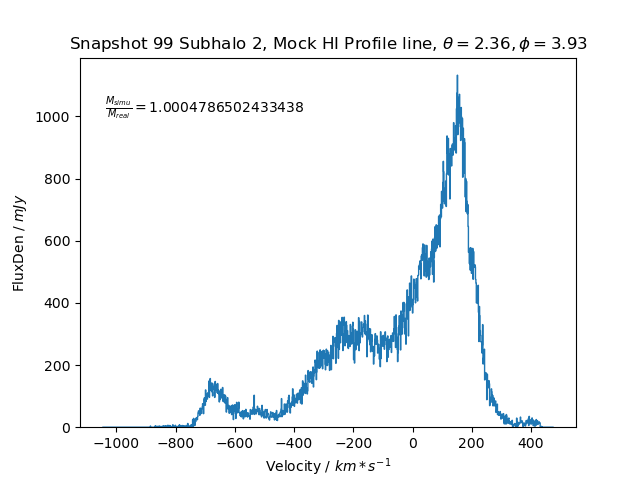 Snapshot 99 Subhalo 2, Mock HI Profile line, θ = 2.36, ϕ = 3.93
M_simu / M_real = 1.0004786502433438
FluxDen / mJy
1000
800
600
400
200
0
−1000 −800 −600 −400 −200 0 200 400
Velocity / km * s⁻¹